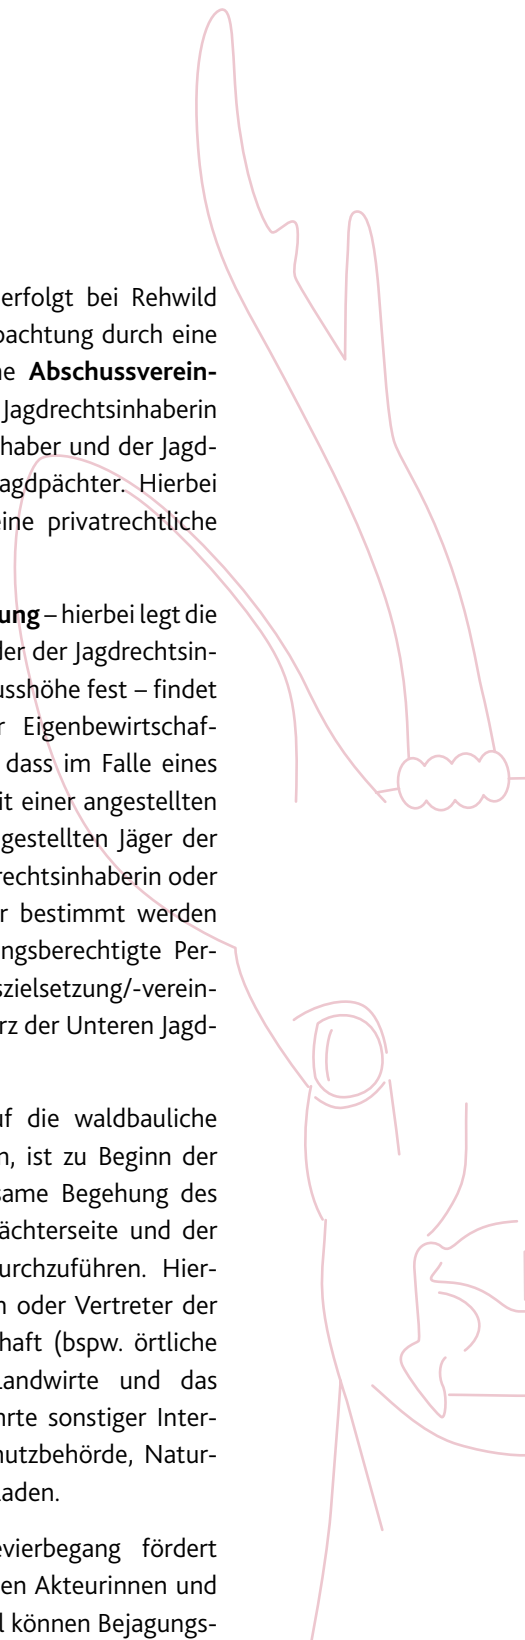 erfolgt bei Rehwild
pachtung durch eine
ne Abschussverein-
Jagdrechtsinhaberin
haber und der Jagd-
agdpächter. Hierbei
eine privatrechtliche
ung – hierbei legt die
der der Jagdrechtsin-
usshöhe fest – findet
r Eigenbewirtschaf-
dass im Falle eines
it einer angestellten
gestellten Jäger der
rechtsinhaberin oder
r bestimmt werden
ngsberechtigte Per-
szielsetzung/-verein-
rz der Unteren Jagd-
uf die waldbauliche
n, ist zu Beginn der
same Begehung des
ächterseite und der
urchzuführen. Hier-
n oder Vertreter der
haft (bspw. örtliche
Landwirte und das
hrte sonstiger Inter-
hutzbehörde, Natur-
laden.
evierbegang fördert
en Akteurinnen und
l können Bejagungs-